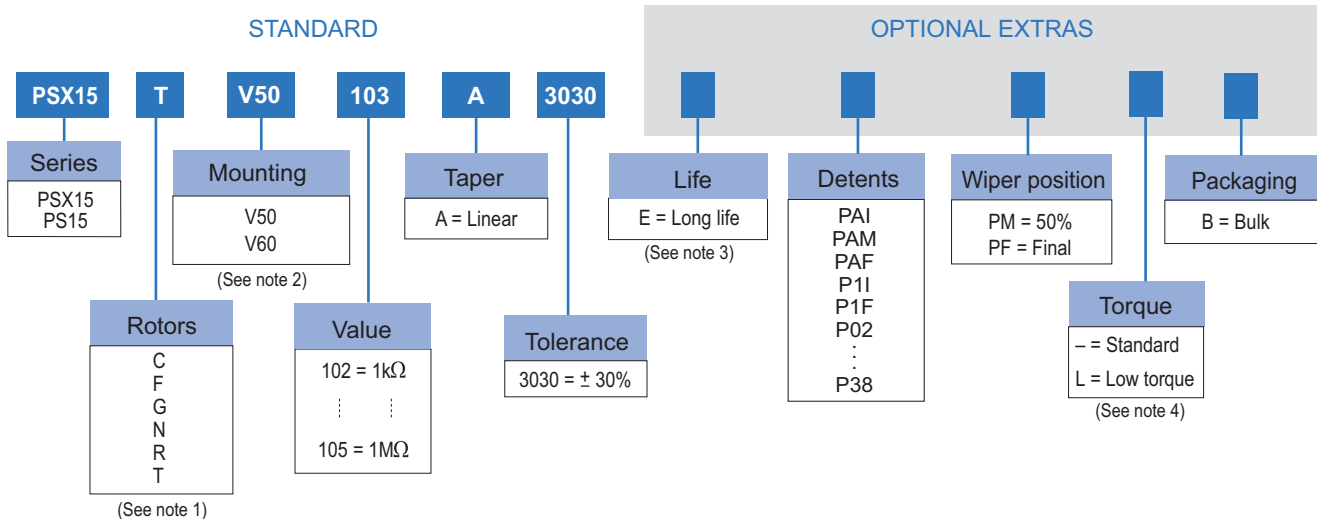 STANDARD
OPTIONAL EXTRAS
PSX15 T V50 103 A 3030
Series
PSX15
PS15
Mounting
V50
V60
(See note 2)
Taper
A = Linear
Life
E = Long life
(See note 3)
Detents
PAI
PAM
PAF
P1I
P1F
P02
:
:
P38
Wiper position
PM = 50%
PF = Final
Packaging
B = Bulk
Rotors
C
F
G
N
R
T
(See note 1)
Value
102 = 1kΩ
105 = 1MΩ
Tolerance
3030 = ± 30%
Torque
– = Standard
L = Low torque
(See note 4)